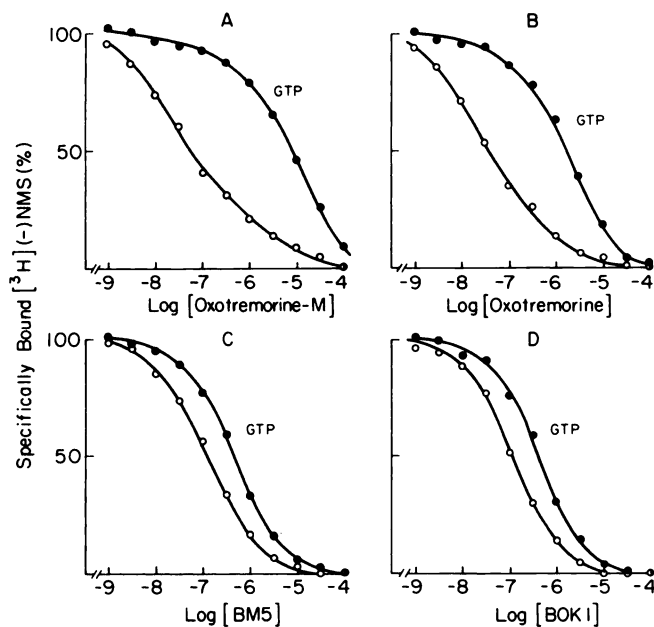 A
B
100
50
GTP
-9 -8 -7 -6 -5 -4
Log [Oxotremorine-M]
100
50
GTP
-9 -8 -7 -6 -5 -4
Log [Oxotremorine]
Specifically Bound [³H](-)NMS(%)
C
D
100
50
GTP
-9 -8 -7 -6 -5 -4
Log [BM5]
100
50
GTP
-9 -8 -7 -6 -5 -4
Log [BOKI]